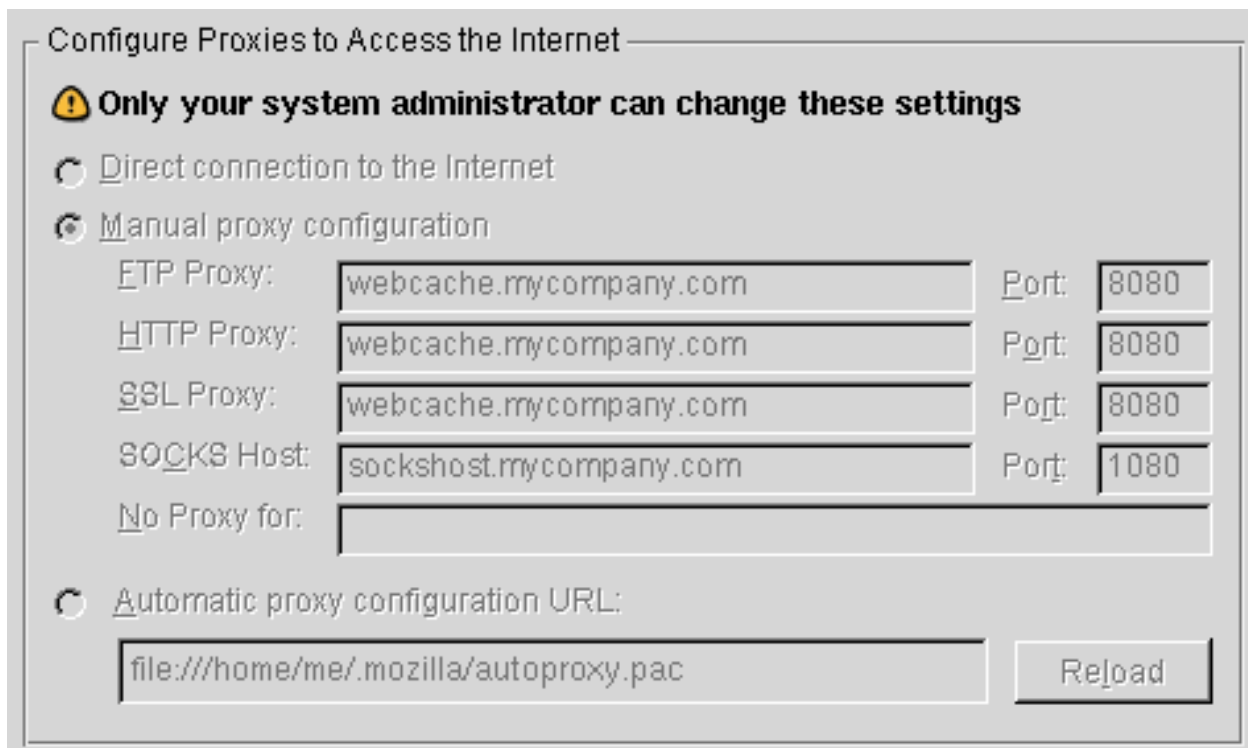 Configure Proxies to Access the Internet
Only your system administrator can change these settings
Direct connection to the Internet
Manual proxy configuration
FTP Proxy: webcache.mycompany.com Port: 8080
HTTP Proxy: webcache.mycompany.com Port: 8080
SSL Proxy: webcache.mycompany.com Port: 8080
SOCKS Host: sockshost.mycompany.com Port: 1080
No Proxy for:
Automatic proxy configuration URL:
file:///home/me/.mozilla/autoproxy.pac Reload